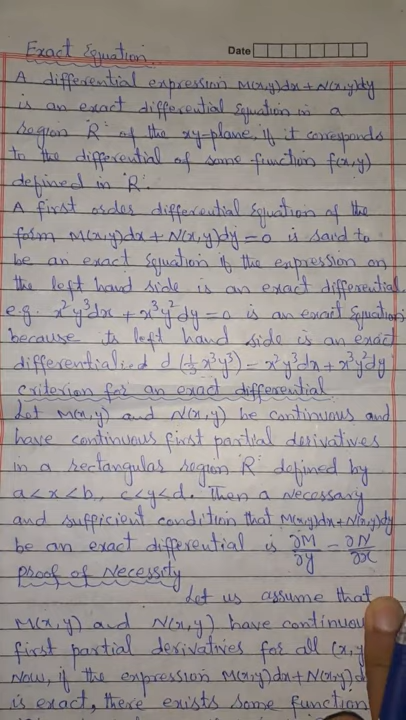 Exact Equation.
Date
A differential expression M(x,y)dx+N(x,y)dy
is an exact differential Equation in a
region 'R' of the xy-plane, if it corresponds
to the differential of some function f(x,y)
defined in 'R'.
A first order differential Equation of the
form M(x,y)dx + N(x,y)dy = 0 is said to
be an exact Equation if the expression on
the left hand side is an exact differential.
e.g. x²y³dx + x³y²dy = 0 is an exact Equation
because its left hand side is an exact
differential i.e d(⅓x³y³) = x²y³dx + x³y²dy
Criterion for an exact differential
Let M(x,y) and N(x,y) be continuous and
have continuous first partial derivatives
in a rectangular region 'R' defined by
a<x<b, c<y<d. Then a necessary
and sufficient condition that M(x,y)dx+N(x,y)dy
be an exact differential is ∂M/∂y = ∂N/∂x
Proof of Necessity
Let us assume that
M(x,y) and N(x,y) have continuou
first partial derivatives for all (x,y
Now, if the expression M(x,y)dx+N(x,y)d
is exact, there exists some function